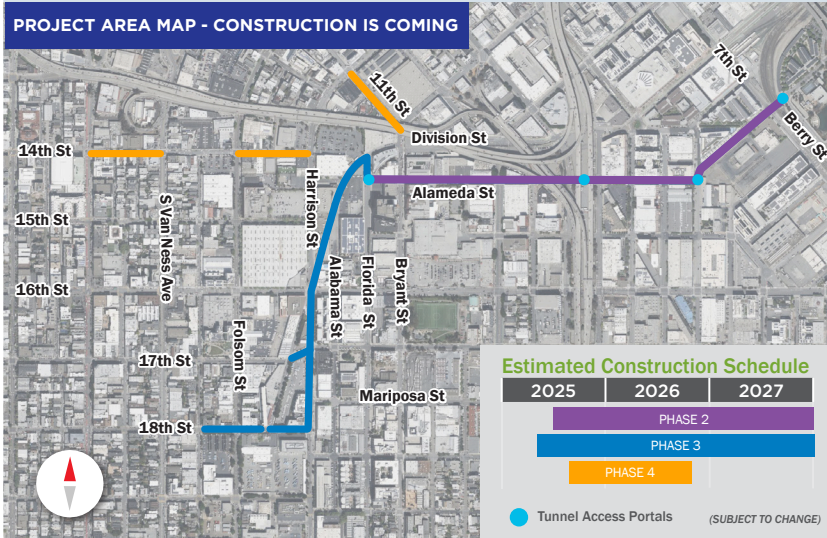 PROJECT AREA MAP - CONSTRUCTION IS COMING
7th St
11th St
Berry St
Division St
14th St
Harrison St
Alameda St
S Van Ness Ave
15th St
Alabama St
Florida St
Bryant St
16th St
Folsom St
17th St
Mariposa St
18th St
Estimated Construction Schedule
2025 2026 2027
PHASE 2
PHASE 3
PHASE 4
Tunnel Access Portals (SUBJECT TO CHANGE)